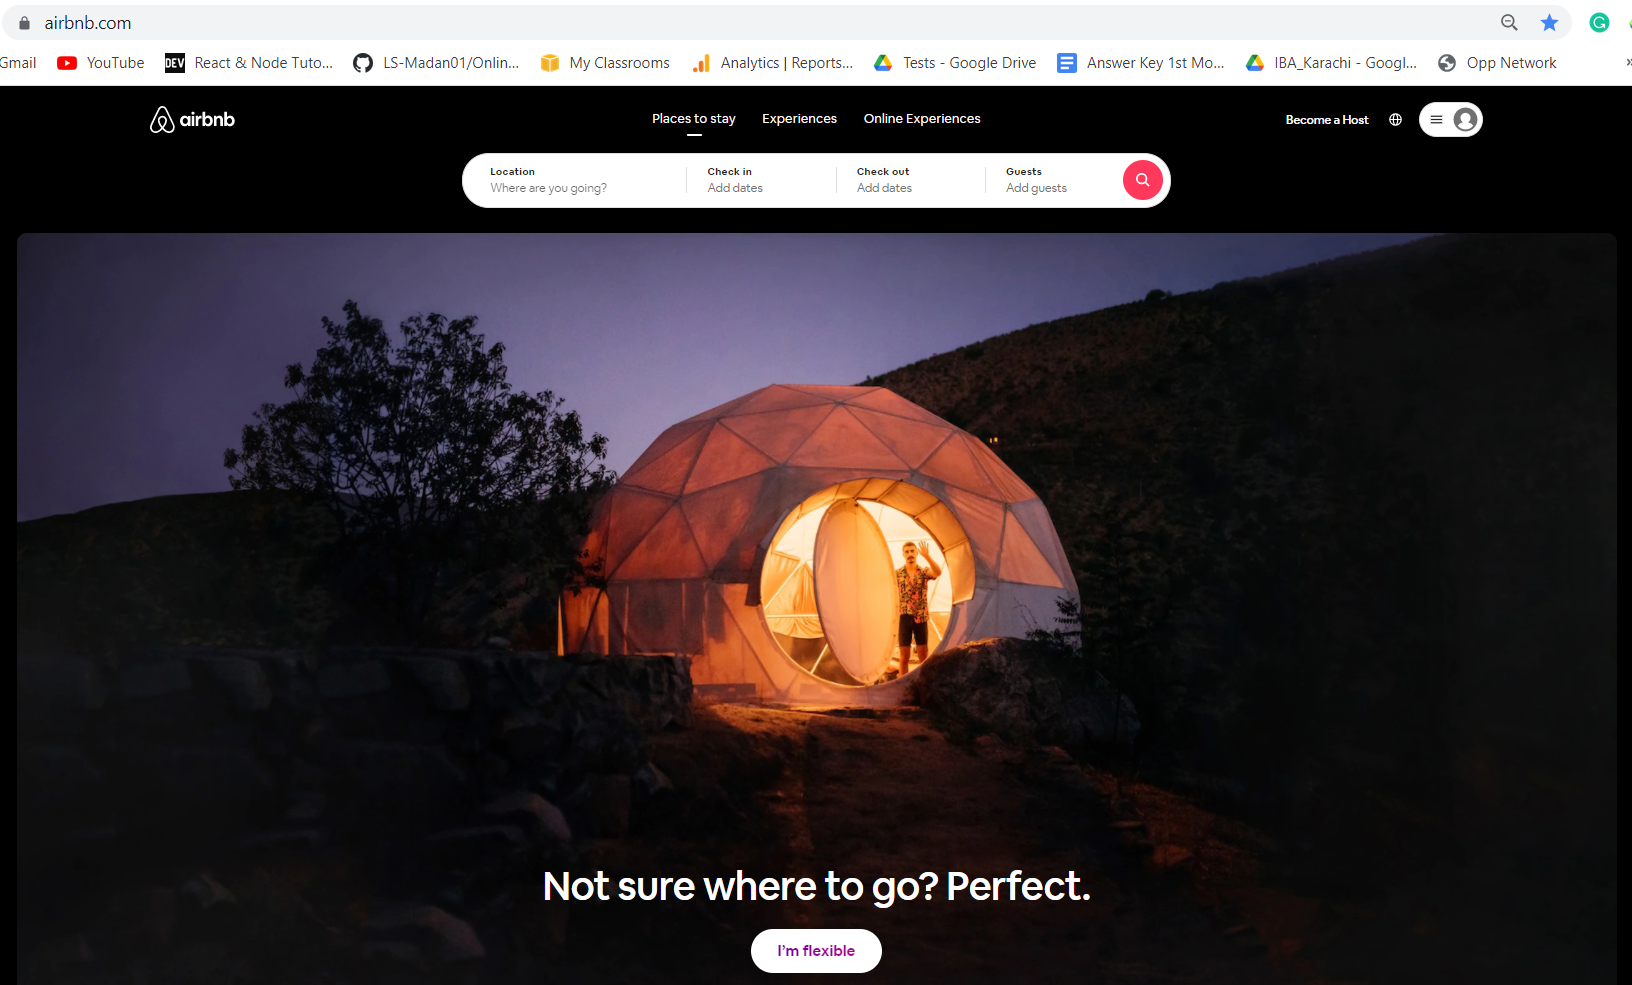 airbnb.com
Gmail YouTube DEV React & Node Tuto... LS-Madan01/Onlin... My Classrooms Analytics | Reports... Tests - Google Drive Answer Key 1st Mo... IBA_Karachi - Googl... Opp Network »
airbnb Places to stay Experiences Online Experiences Become a Host
Location Check in Check out Guests
Where are you going? Add dates Add dates Add guests
Not sure where to go? Perfect.
I'm flexible